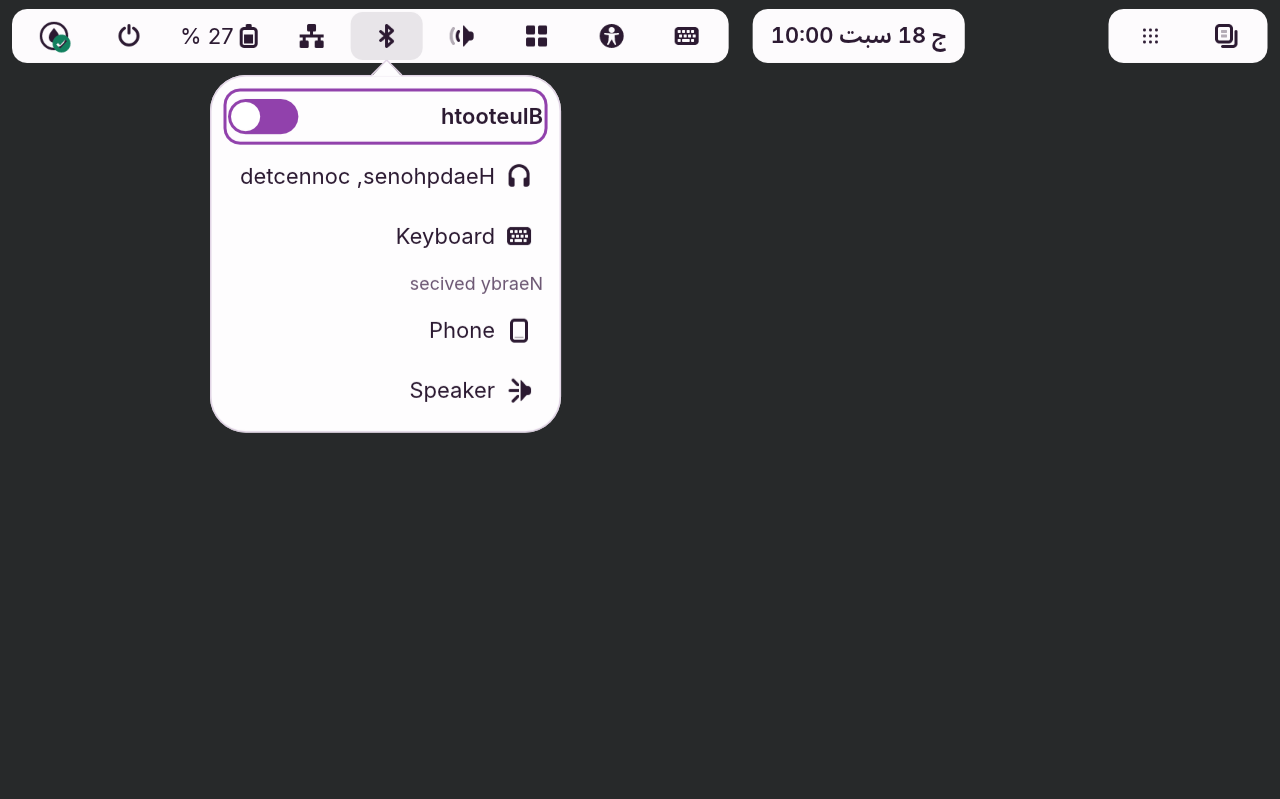 % 27
ج 18 سبت 10:00
htooteulB
detcennoc ,senohpdaeH
Keyboard
secived ybraeN
Phone
Speaker